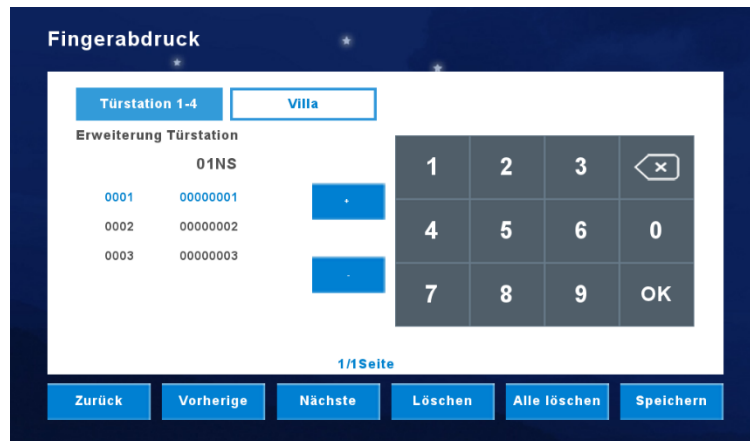 Fingerabdruck
Türstation 1-4 Villa
Erweiterung Türstation
01NS
0001 00000001
0002 00000002
0003 00000003
+
-
1 2 3 ×
4 5 6 0
7 8 9 OK
1/1Seite
Zurück Vorherige Nächste Löschen Alle löschen Speichern